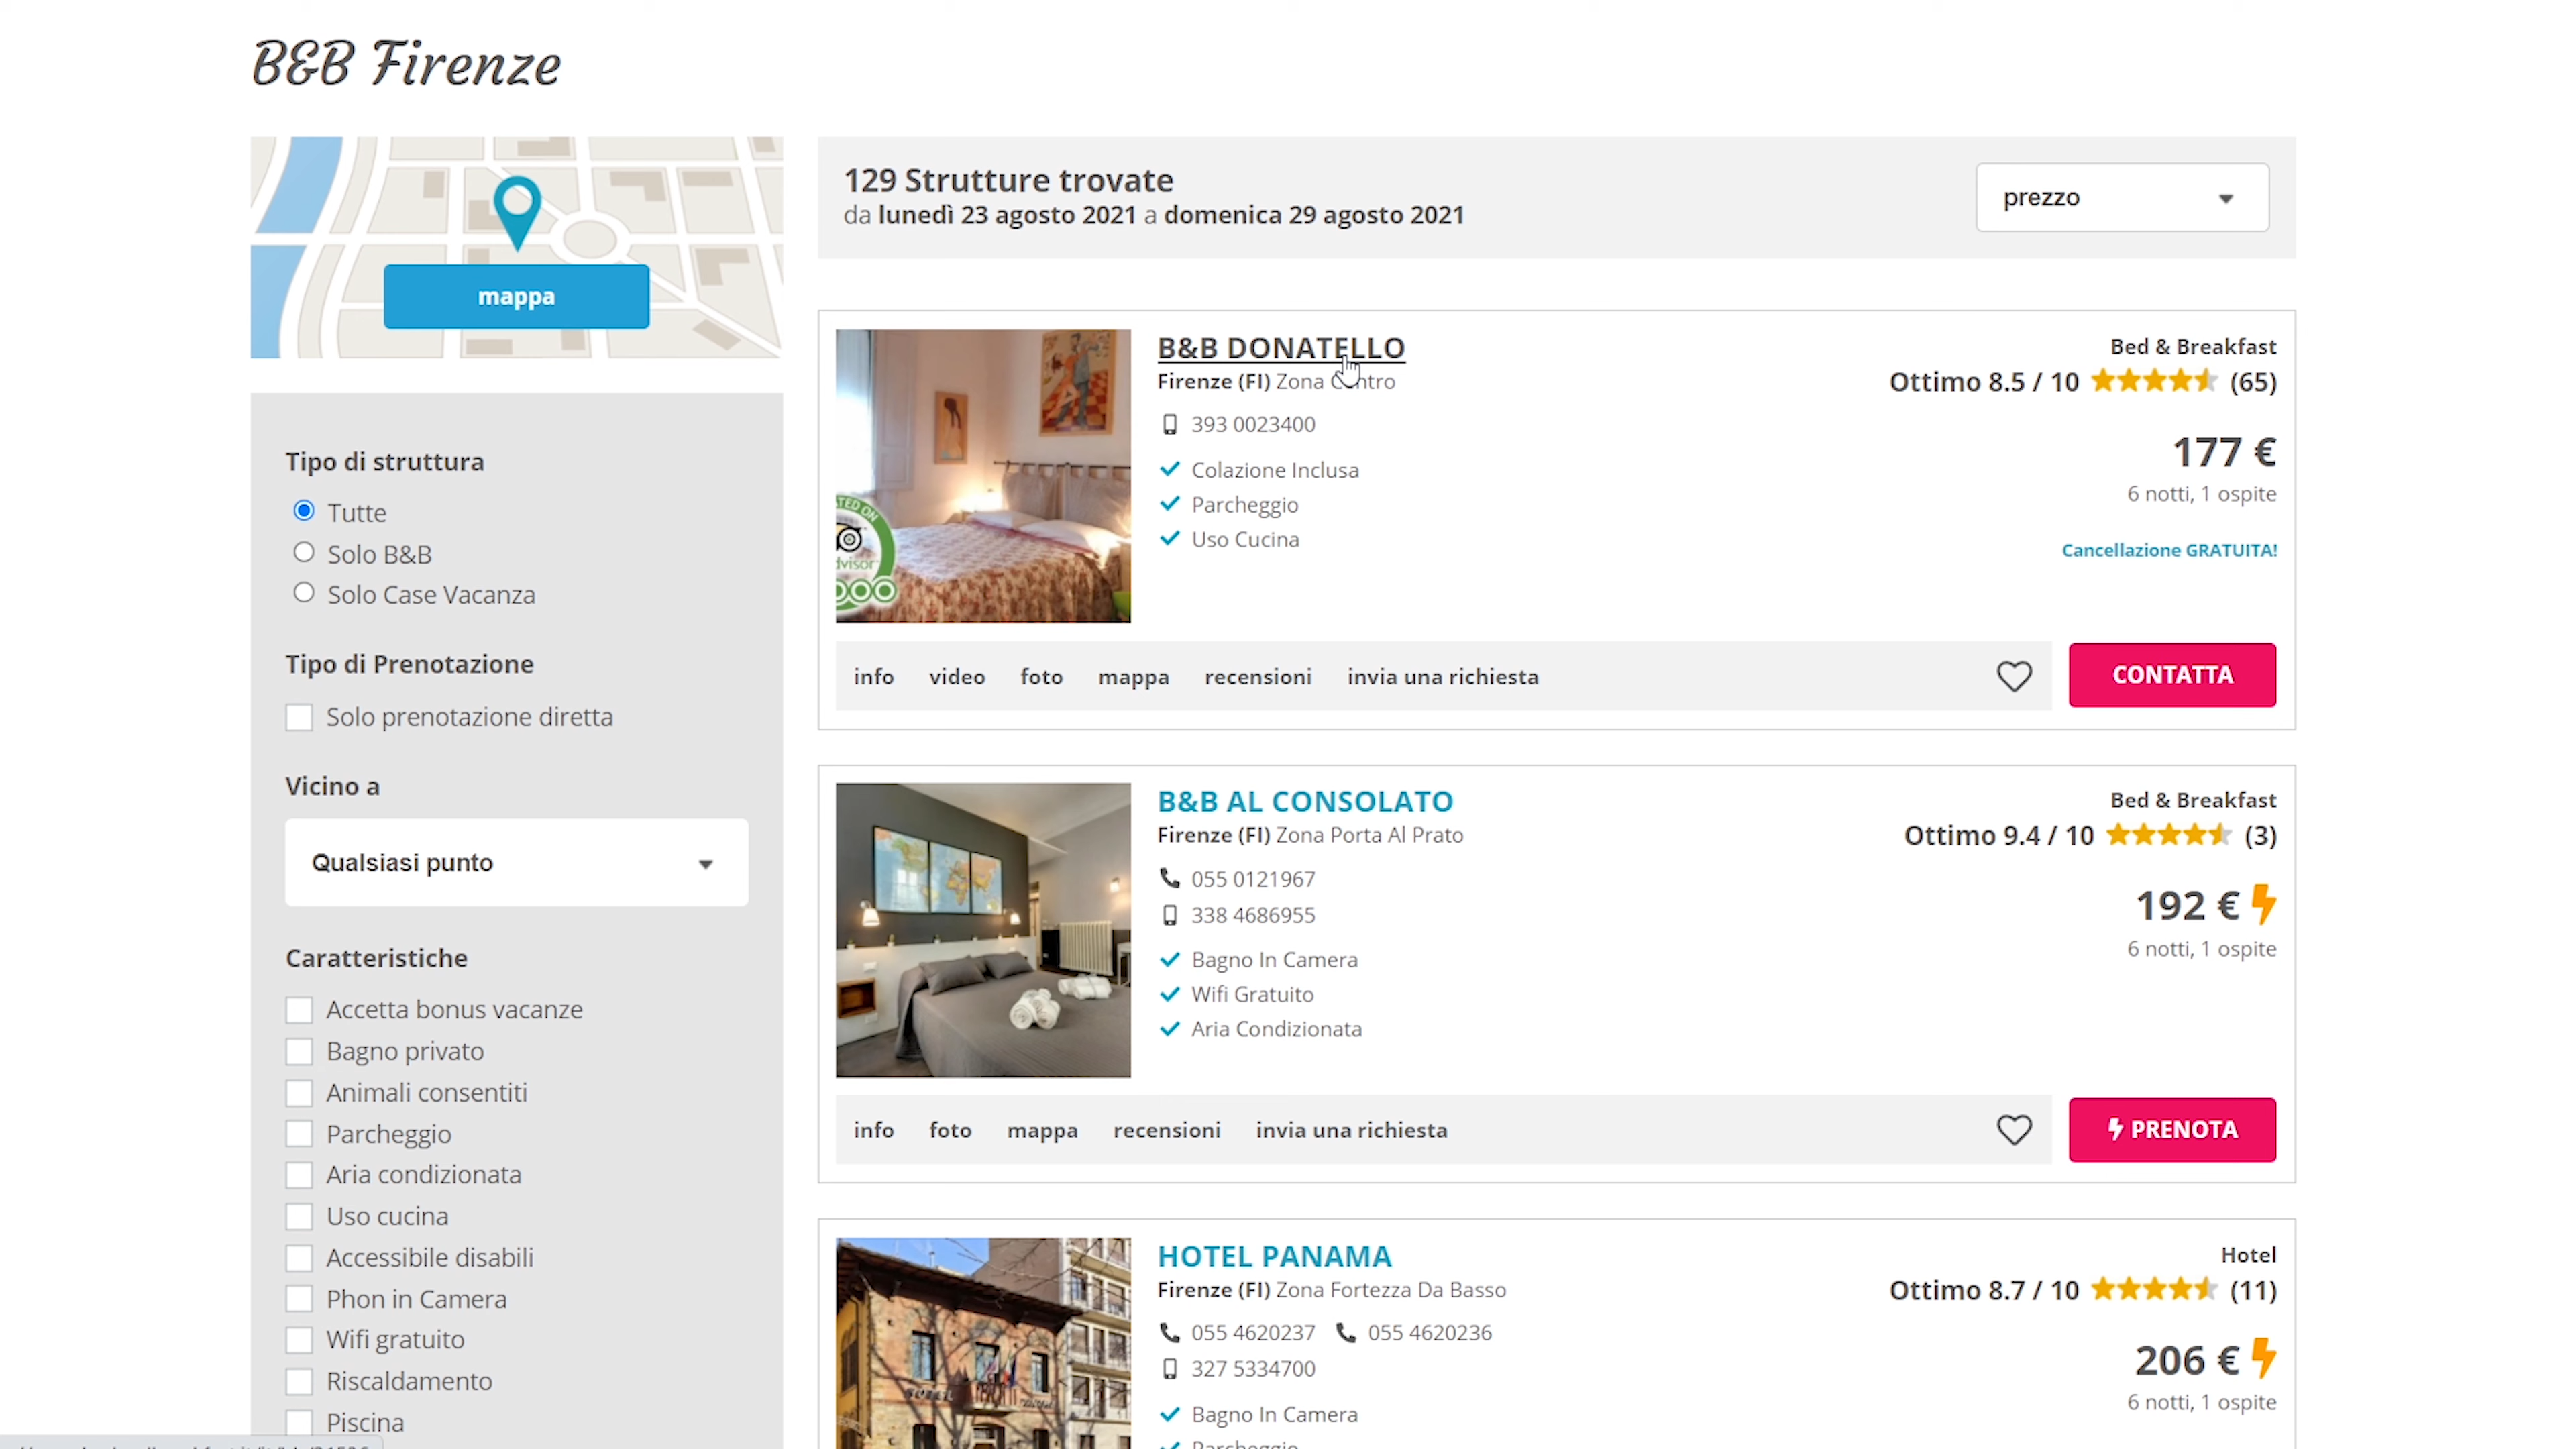 B&B Firenze
mappa
129 Strutture trovate
da lunedì 23 agosto 2021 a domenica 29 agosto 2021
prezzo
Tipo di struttura
Tutte
Solo B&B
Solo Case Vacanza
Tipo di Prenotazione
Solo prenotazione diretta
Vicino a
Qualsiasi punto
Caratteristiche
Accetta bonus vacanze
Bagno privato
Animali consentiti
Parcheggio
Aria condizionata
Uso cucina
Accessibile disabili
Phon in Camera
Wifi gratuito
Riscaldamento
Piscina
B&B DONATELLO
Firenze (FI) Zona Centro
393 0023400
Colazione Inclusa
Parcheggio
Uso Cucina
Bed & Breakfast
Ottimo 8.5 / 10 (65)
177 €
6 notti, 1 ospite
Cancellazione GRATUITA!
info video foto mappa recensioni invia una richiesta
CONTATTA
B&B AL CONSOLATO
Firenze (FI) Zona Porta Al Prato
055 0121967
338 4686955
Bagno In Camera
Wifi Gratuito
Aria Condizionata
Bed & Breakfast
Ottimo 9.4 / 10 (3)
192 €
6 notti, 1 ospite
info foto mappa recensioni invia una richiesta
PRENOTA
HOTEL PANAMA
Firenze (FI) Zona Fortezza Da Basso
055 4620237 055 4620236
327 5334700
Bagno In Camera
Parcheggio
Hotel
Ottimo 8.7 / 10 (11)
206 €
6 notti, 1 ospite